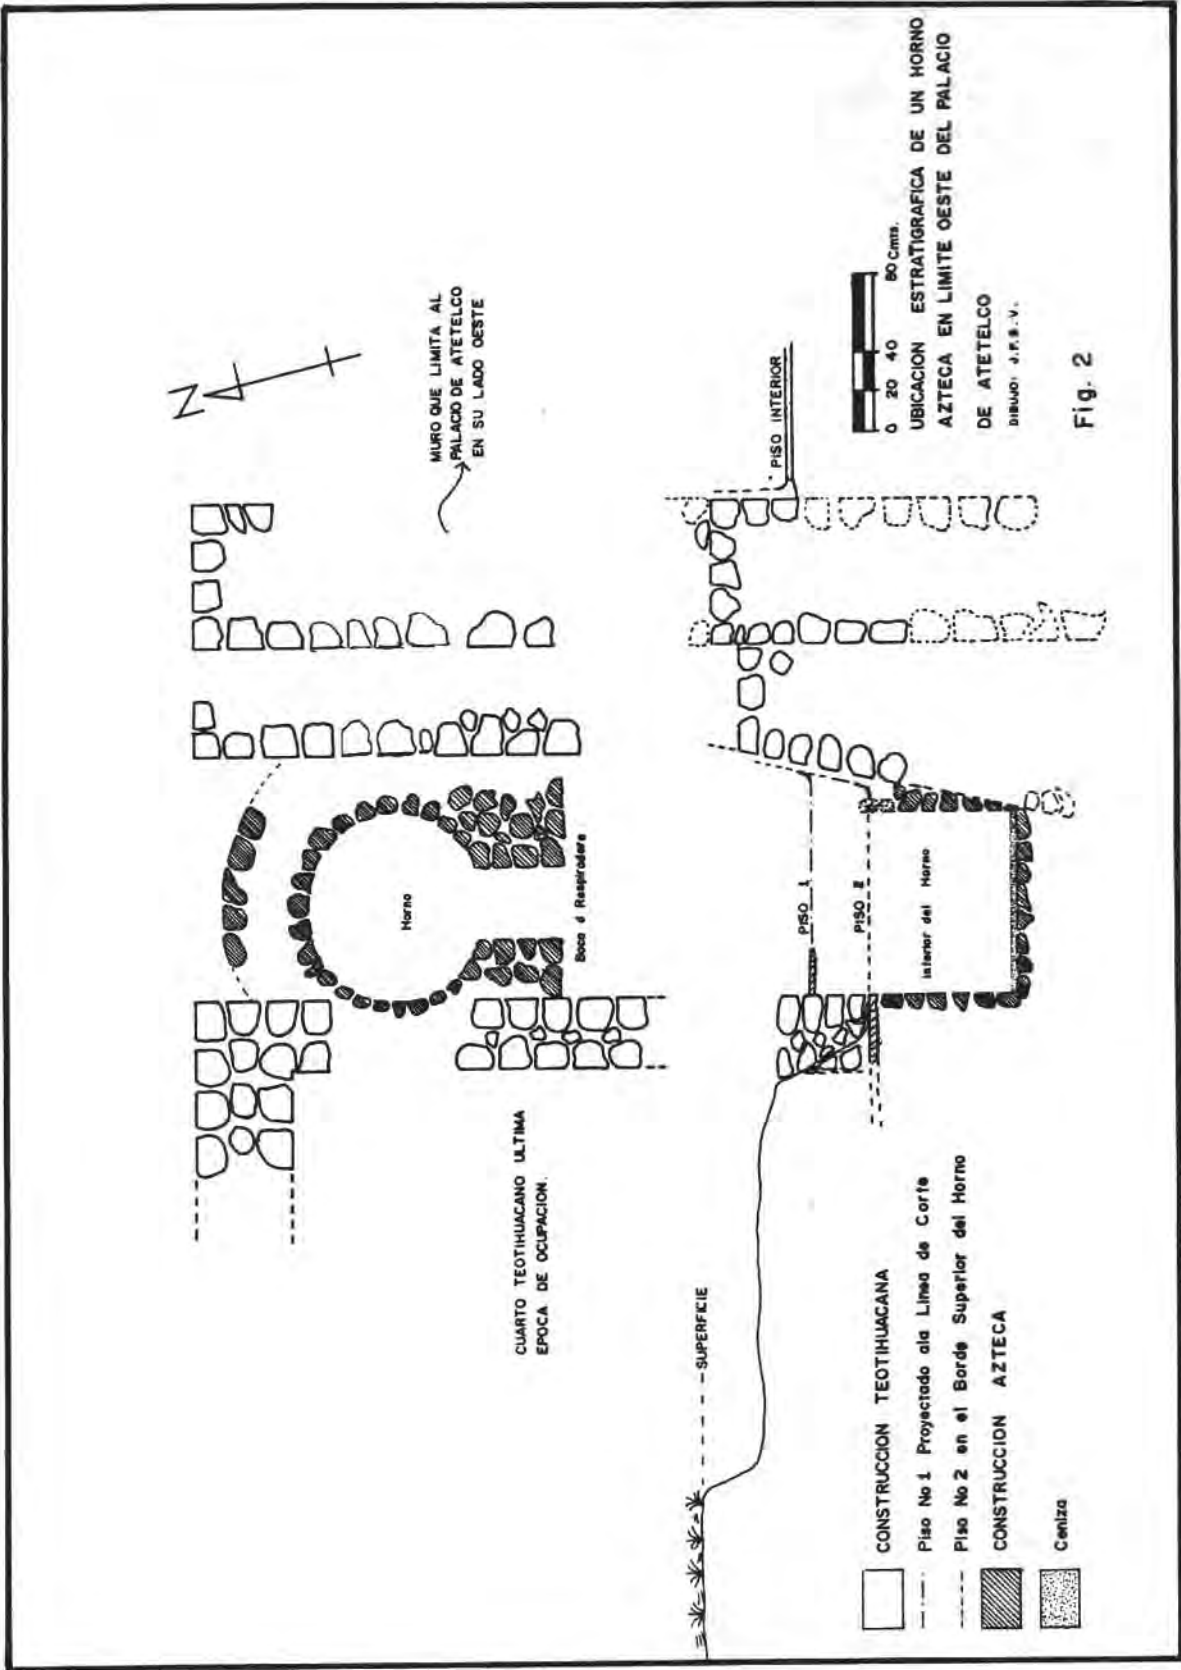 N
MURO QUE LIMITA AL
PALACIO DE ATETELCO
EN SU LADO OESTE
Horno
Boca ó Respiradero
CUARTO TEOTIHUACANO ULTIMA
EPOCA DE OCUPACION.
SUPERFICIE
PISO 1
PISO 2
Interior del Horno
PISO INTERIOR
CONSTRUCCION TEOTIHUACANA
Piso No 1 Proyectado ala Linea de Corte
Piso No 2 en el Borde Superior del Horno
CONSTRUCCION AZTECA
Ceniza
0 20 40 80 Cmts.
UBICACION ESTRATIGRAFICA DE UN HORNO
AZTECA EN LIMITE OESTE DEL PALACIO
DE ATETELCO
DIBUJO: J.F.S.V.
Fig. 2